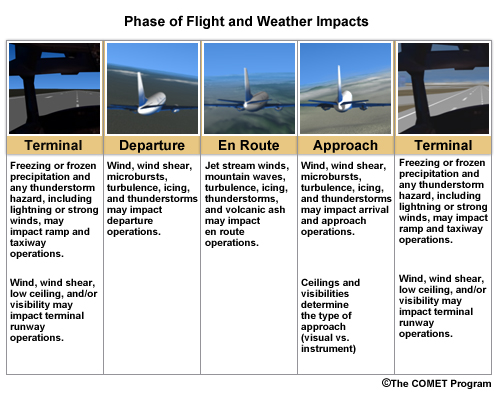 Phase of Flight and Weather Impacts
Terminal
Departure
En Route
Approach
Terminal
Freezing or frozen
precipitation and
any thunderstorm
hazard, including
lightning or strong
winds, may
impact ramp and
taxiway
operations.
Wind, wind shear,
low ceiling, and/or
visibility may
impact terminal
runway
operations.
Wind, wind shear,
microbursts,
turbulence, icing,
and thunderstorms
may impact
departure
operations.
Jet stream winds,
mountain waves,
turbulence, icing,
thunderstorms,
and volcanic ash
may impact
en route
operations.
Wind, wind shear,
microbursts,
turbulence, icing,
and thunderstorms
may impact arrival
and approach
operations.
Ceilings and
visibilities
determine
the type of
approach
(visual vs.
instrument)
Freezing or frozen
precipitation and
any thunderstorm
hazard, including
lightning or strong
winds, may impact
ramp and taxiway
operations.
Wind, wind shear,
low ceiling, and/or
visibility may
impact terminal
runway
operations.
©The COMET Program